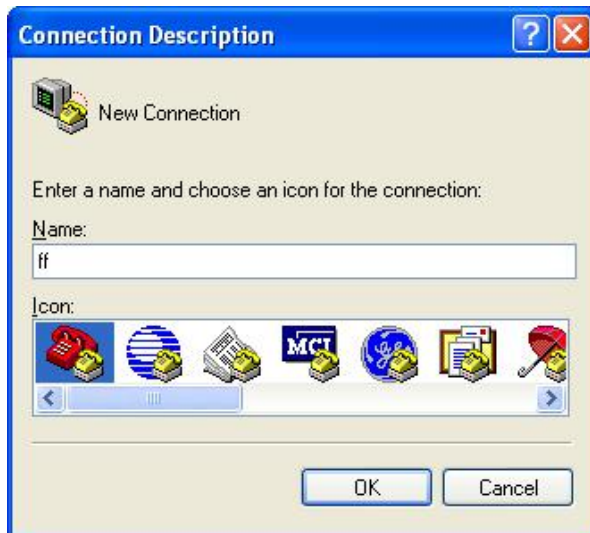 Connection Description
New Connection
Enter a name and choose an icon for the connection:
Name:
ff
Icon:
MCI
OK Cancel